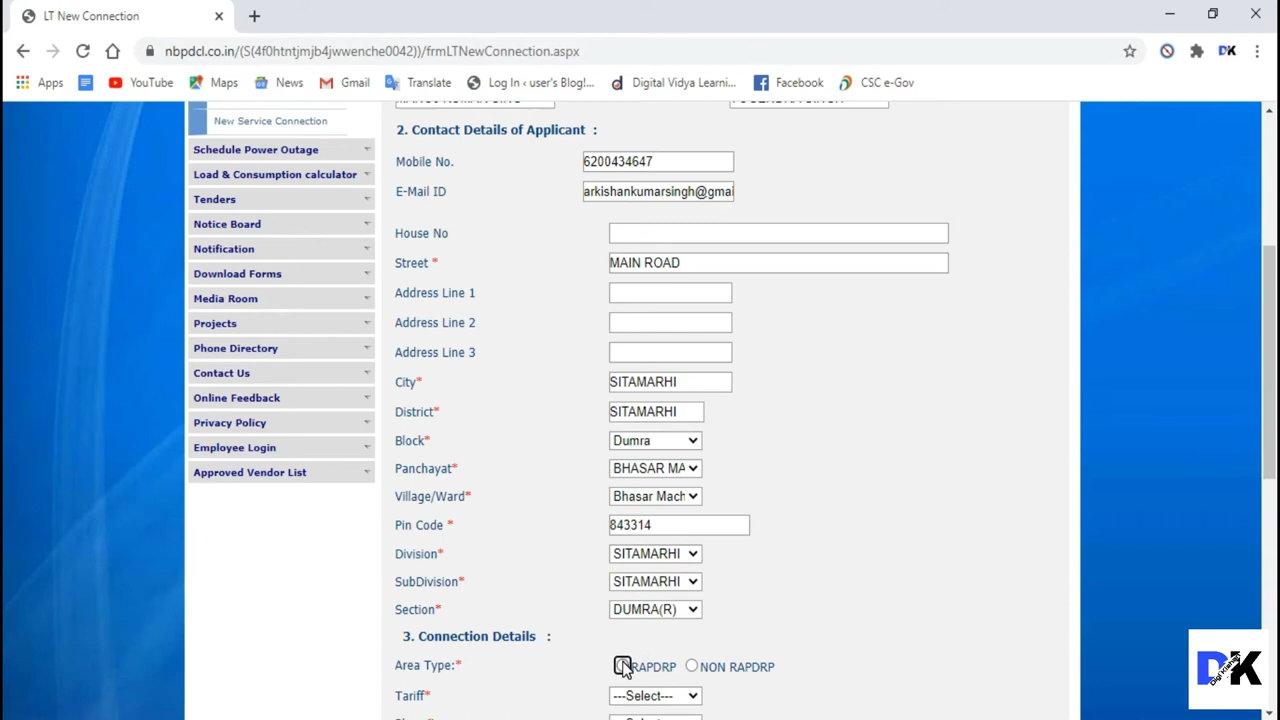 LT New Connection
nbpdcl.co.in/(S(4f0htntjmjb4jwwenche0042))/frmLTNewConnection.aspx
DK
Apps
YouTube
Maps
News
Gmail
Translate
Log In ‹ user's Blog!...
Digital Vidya Learni...
Facebook
CSC e-Gov
New Service Connection
Schedule Power Outage
Load & Consumption calculator
Tenders
Notice Board
Notification
Download Forms
Media Room
Projects
Phone Directory
Contact Us
Online Feedback
Privacy Policy
Employee Login
Approved Vendor List
2. Contact Details of Applicant :
Mobile No. 6200434647
E-Mail ID arkishankumarsingh@gmai
House No
Street * MAIN ROAD
Address Line 1
Address Line 2
Address Line 3
City* SITAMARHI
District* SITAMARHI
Block* Dumra
Panchayat* BHASAR MA
Village/Ward* Bhasar Mach
Pin Code * 843314
Division* SITAMARHI
SubDivision* SITAMARHI
Section* DUMRA(R)
3. Connection Details :
Area Type:* RAPDRP NON RAPDRP
Tariff* ---Select---
DK
Digi Kishan